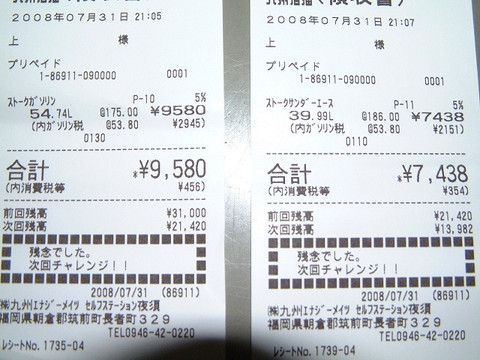 2008年07月31日 21:05
上 様
プリペイド
1-86911-090000 0001
ストークガソリン P-10 5%
54.74L @175.00 ¥9580
(内ガソリン税 @53.80 ¥2945)
0130
合計 *¥9,580
(内消費税等 ¥456)
前回残高 ¥31,000
次回残高 ¥21,420
残念でした。
次回チャレンジ!!
2008/07/31 (86911)
㈱九州エナジーメイツ セルフステーション夜須
福岡県朝倉郡筑前町長者町329
TEL0946-42-0220
レシートNo. 1735-04
2008年07月31日 21:07
上 様
プリペイド
1-86911-090000 0001
ストークサンダーエース P-11 5%
39.99L @186.00 ¥7438
(内ガソリン税 @53.80 ¥2151)
0110
合計 *¥7,438
(内消費税等 ¥354)
前回残高 ¥21,420
次回残高 ¥13,982
残念でした。
次回チャレンジ!!
2008/07/31 (86911)
㈱九州エナジーメイツ セルフステーション夜須
福岡県朝倉郡筑前町長者町329
TEL0946-42-0220
レシートNo. 1739-04